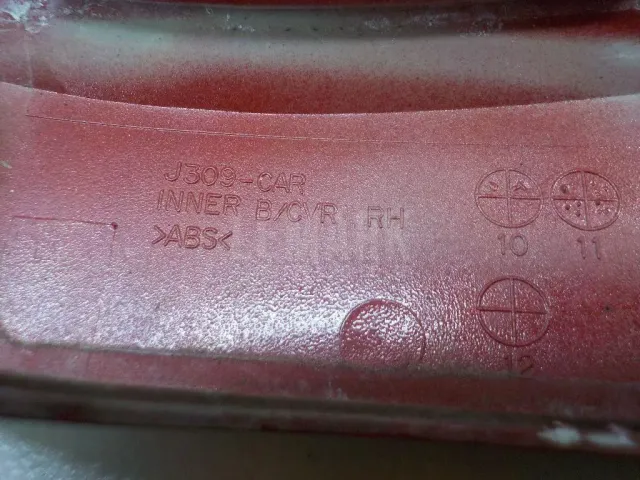 J309-CAR
INNER B/CVR RH
>ABS<
10 11
12